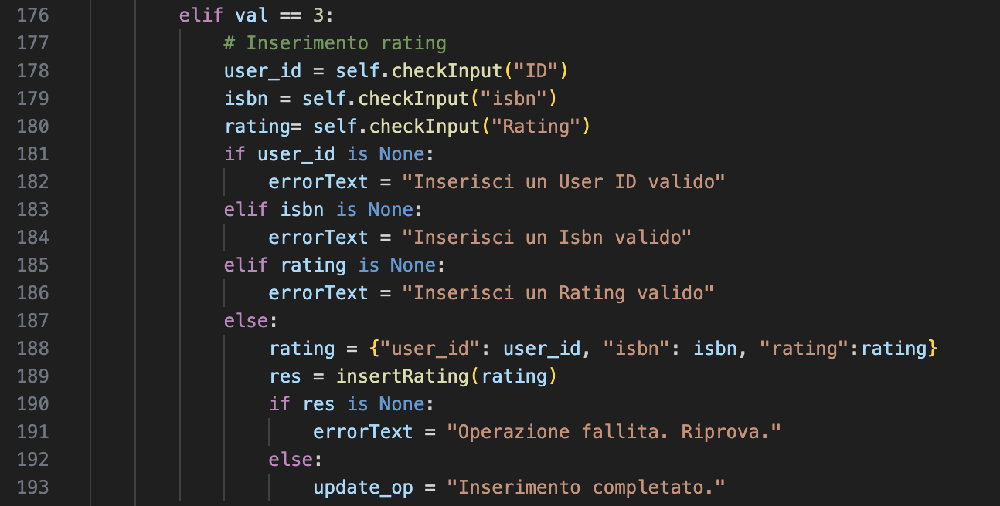 176 elif val == 3:
177 # Inserimento rating
178 user_id = self.checkInput("ID")
179 isbn = self.checkInput("isbn")
180 rating= self.checkInput("Rating")
181 if user_id is None:
182 errorText = "Inserisci un User ID valido"
183 elif isbn is None:
184 errorText = "Inserisci un Isbn valido"
185 elif rating is None:
186 errorText = "Inserisci un Rating valido"
187 else:
188 rating = {"user_id": user_id, "isbn": isbn, "rating":rating}
189 res = insertRating(rating)
190 if res is None:
191 errorText = "Operazione fallita. Riprova."
192 else:
193 update_op = "Inserimento completato."